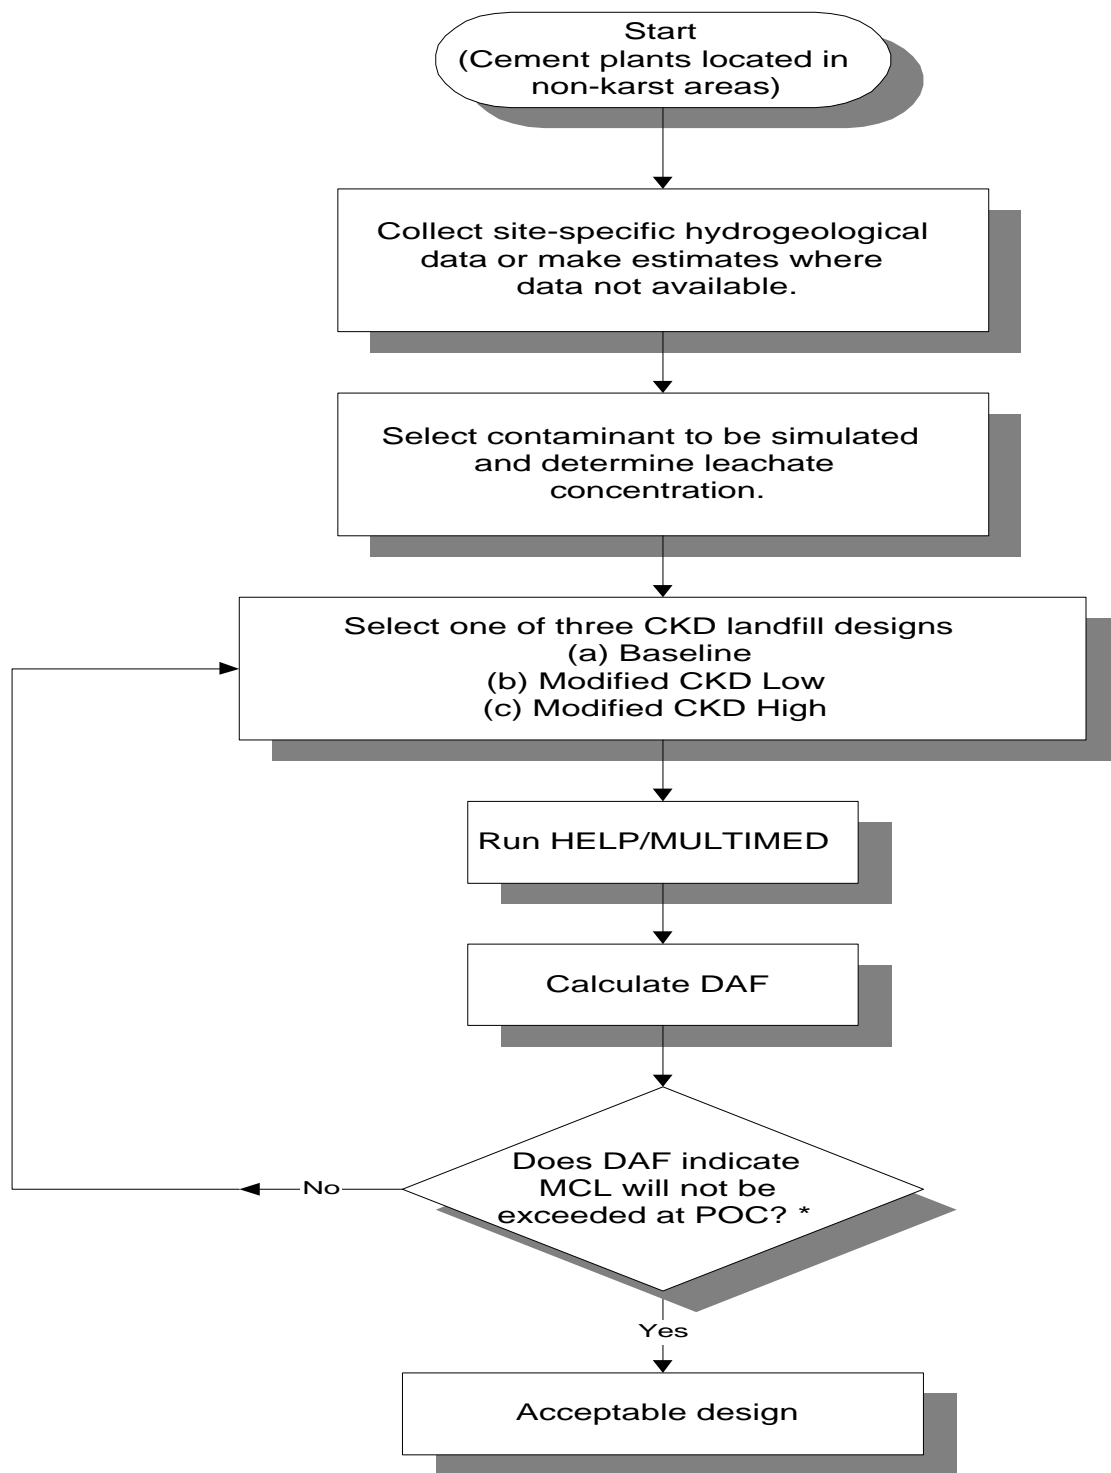 Start
(Cement plants located in
non-karst areas)
Collect site-specific hydrogeological
data or make estimates where
data not available.
Select contaminant to be simulated
and determine leachate
concentration.
Select one of three CKD landfill designs
(a) Baseline
(b) Modified CKD Low
(c) Modified CKD High
Run HELP/MULTIMED
Calculate DAF
Does DAF indicate
MCL will not be
exceeded at POC? *
No
Yes
Acceptable design